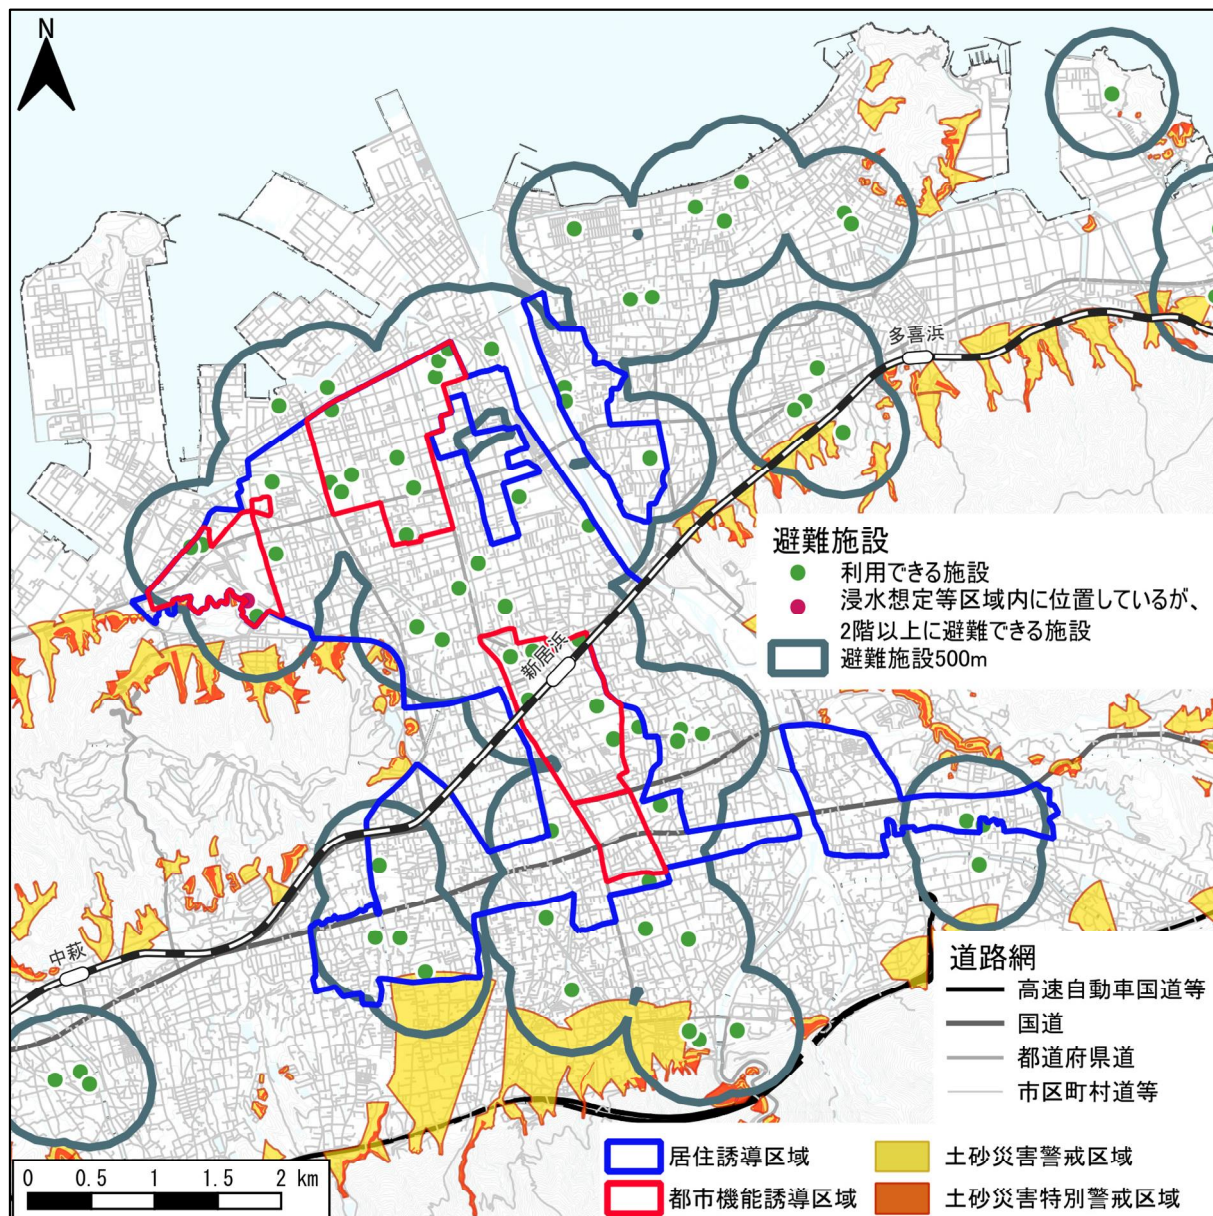 N
多喜浜
避難施設
利用できる施設
浸水想定等区域内に位置しているが、
2階以上に避難できる施設
避難施設500m
新居浜
中萩
道路網
高速自動車国道等
国道
都道府県道
市区町村道等
0 0.5 1 1.5 2 km
居住誘導区域
土砂災害警戒区域
都市機能誘導区域
土砂災害特別警戒区域